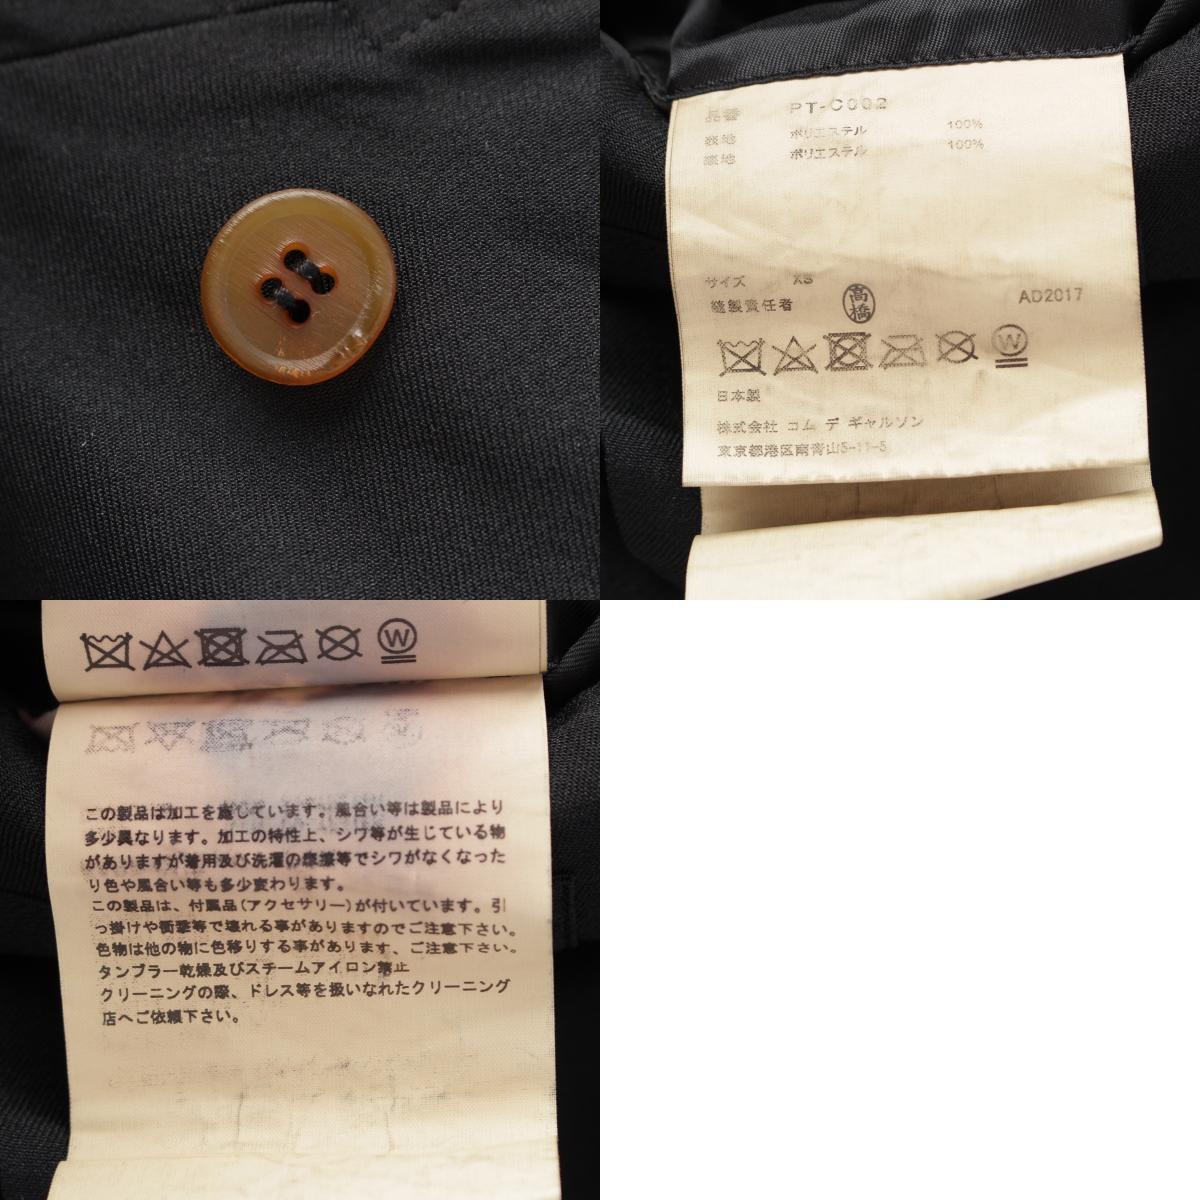 品番 PT-C002
表地 ポリエステル 100%
裏地 ポリエステル 100%
サイズ XS
縫製責任者 高橋 AD2017
W
日本製
株式会社 コム デ ギャルソン
東京都港区南青山5-11-5
W
この製品は加工を施しています。風合い等は製品により
多少異なります。加工の特性上、シワ等が生じている物
がありますが着用及び洗濯の摩擦等でシワがなくなった
り色や風合い等も多少変わります。
この製品は、付属品(アクセサリー)が付いています。引
っ掛けや衝撃等で壊れる事がありますのでご注意下さい。
色物は他の物に色移りする事があります、ご注意下さい。
タンブラー乾燥及びスチームアイロン禁止
クリーニングの際、ドレス等を扱いなれたクリーニング
店へご依頼下さい。